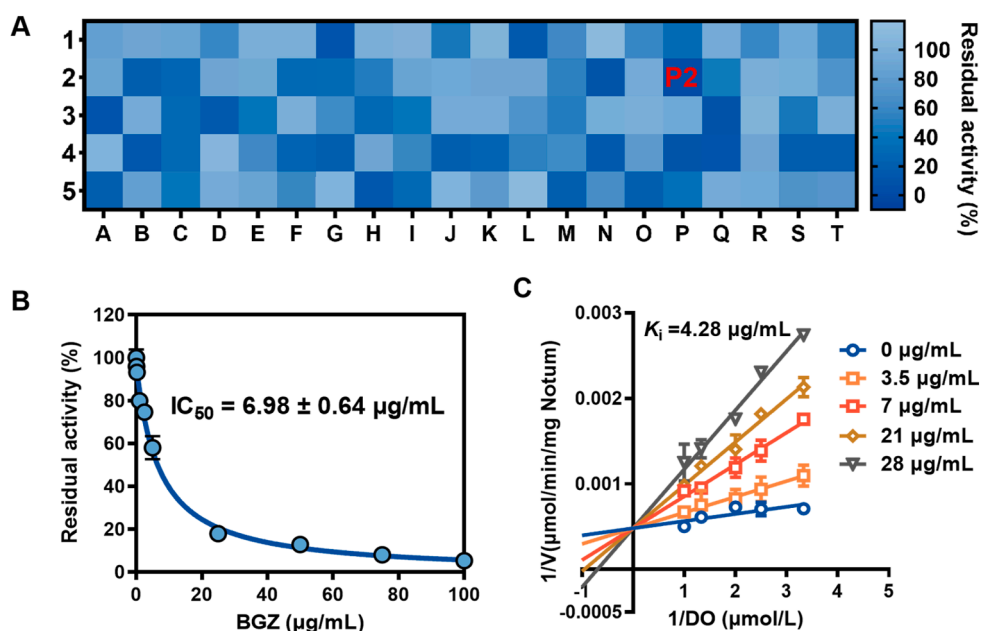 A
1
2
3
4
5
P2
A B C D E F G H I J K L M N O P Q R S T
100
80
60
40
20
0
Residual activity (%)
B
120
100
80
60
40
20
0
Residual activity (%)
IC50 = 6.98 ± 0.64 µg/mL
0 20 40 60 80 100
BGZ (µg/mL)
C
0.003
0.002
0.001
-0.0005
1/V(µmol/min/mg Notum)
Ki =4.28 µg/mL
-1 1 2 3 4 5
1/DO (µmol/L)
0 µg/mL
3.5 µg/mL
7 µg/mL
21 µg/mL
28 µg/mL